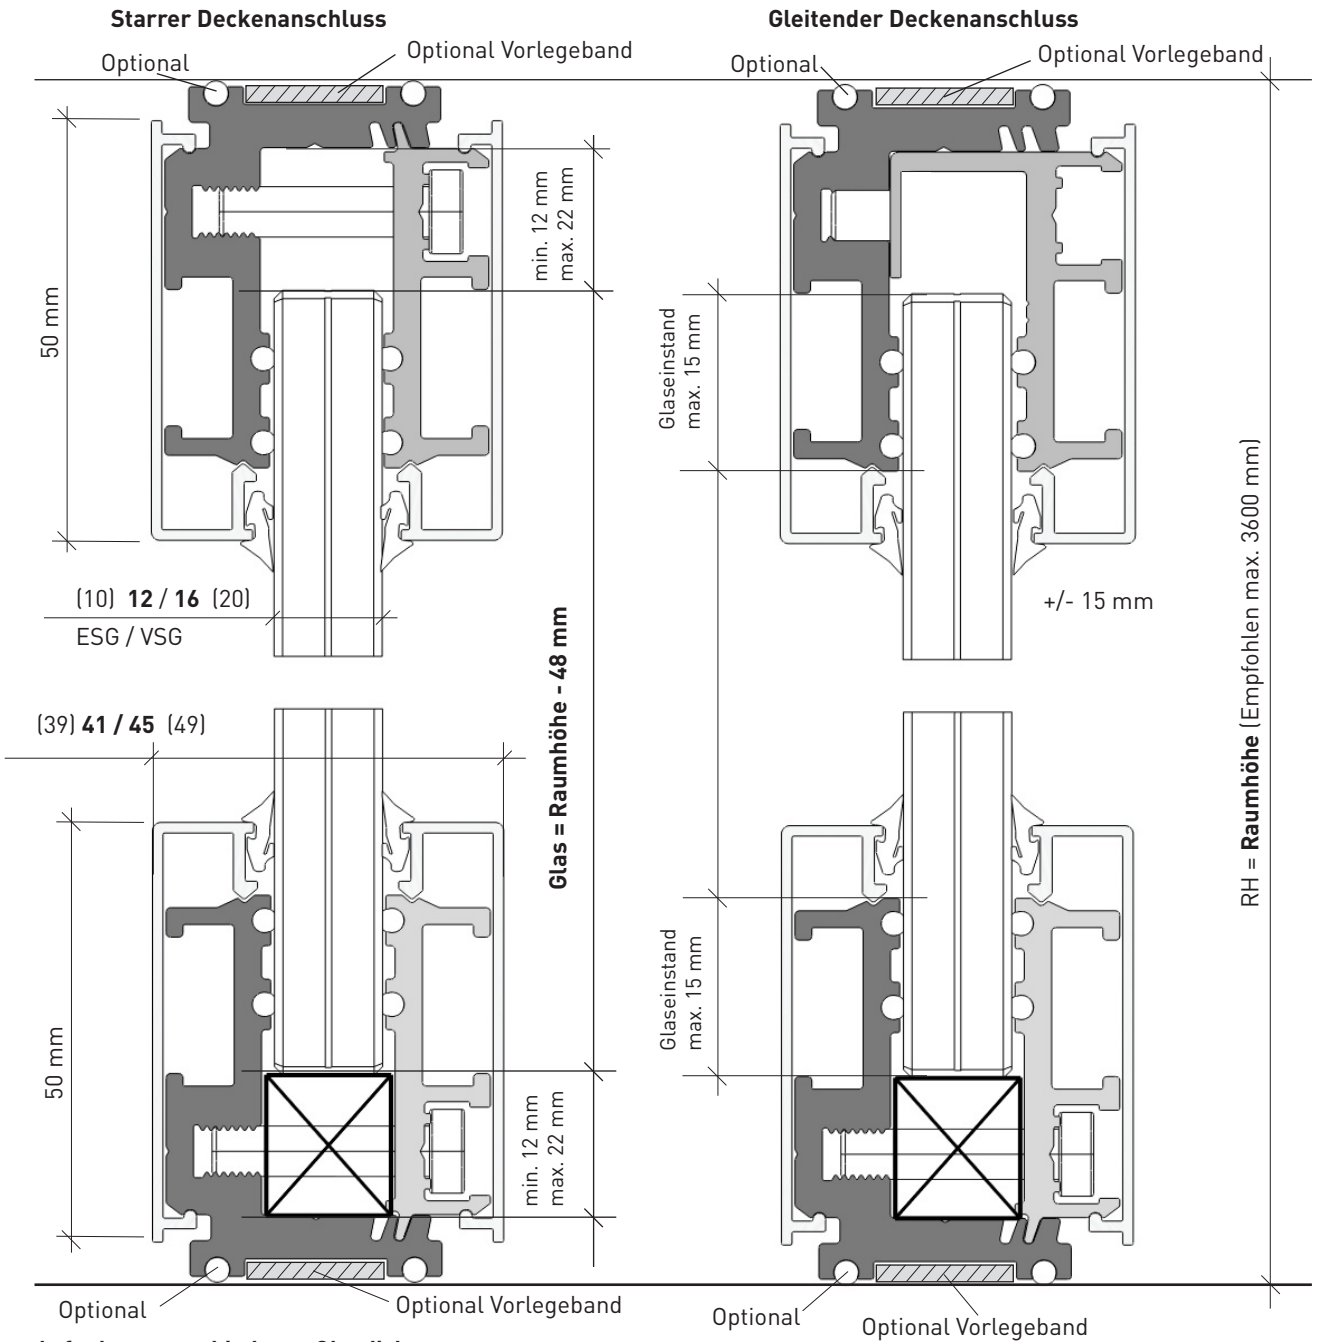 Starrer Deckenanschluss
Gleitender Deckenanschluss
Optional
Optional Vorlegeband
Optional
Optional Vorlegeband
50 mm
min. 12 mm
max. 22 mm
Glaseinstand
max. 15 mm
(10) 12 / 16 (20)
ESG / VSG
+/- 15 mm
Glas = Raumhöhe - 48 mm
RH = Raumhöhe (Empfohlen max. 3600 mm)
(39) 41 / 45 (49)
50 mm
min. 12 mm
max. 22 mm
Glaseinstand
max. 15 mm
Optional
Optional Vorlegeband
Optional
Optional Vorlegeband